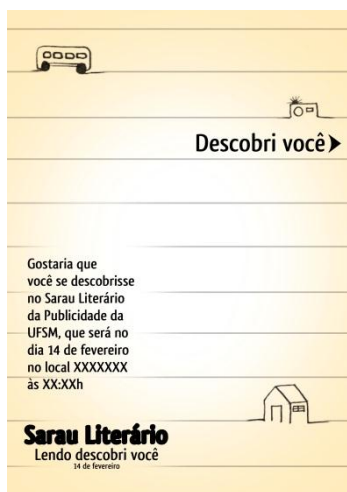 Descobri você
Gostaria que
você se descobrisse
no Sarau Literário
da Publicidade da
UFSM, que será no
dia 14 de fevereiro
no local XXXXXXX
às XX:XXh
Sarau Literário
Lendo descobri você
14 de fevereiro